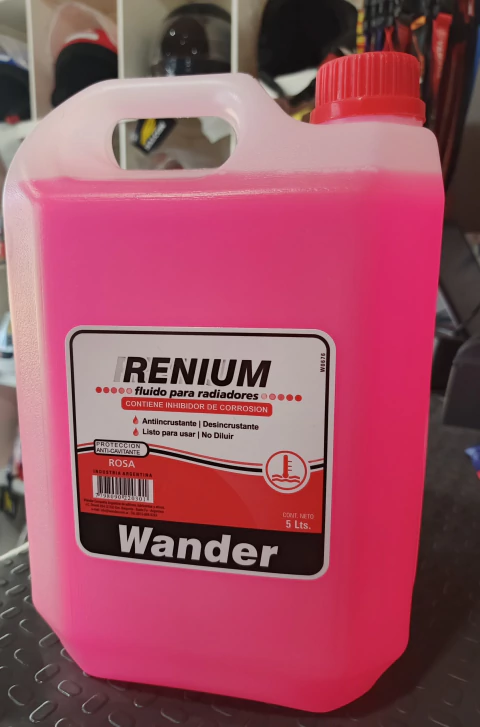 RENIUM
fluido para radiadores
CONTIENE INHIBIDOR DE CORROSION
Antiincrustante | Desincrustante
Listo para usar | No Diluir
PROTECCION
ANTI-CAVITANTE
ROSA
INDUSTRIA ARGENTINA
CONT. NETO
5 Lts.
Wander
W8676